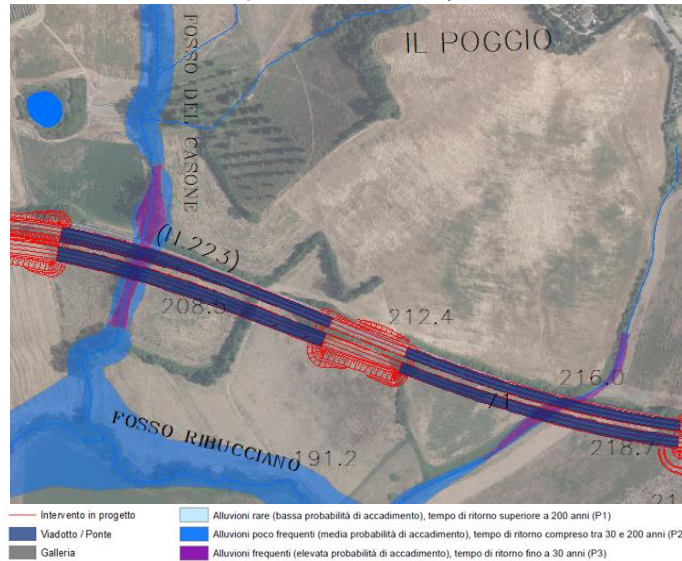 IL POGGIO
FOSSO DEL CASONE
(N.223)
208.5
212.4
216.0
71
218.7
FOSSO RIBUCCIANO
191.2
21
Intervento in progetto
Viadotto / Ponte
Galleria
Alluvioni rare (bassa probabilità di accadimento), tempo di ritorno superiore a 200 anni (P1)
Alluvioni poco frequenti (media probabilità di accadimento), tempo di ritorno compreso tra 30 e 200 anni (P2
Alluvioni frequenti (elevata probabilità di accadimento), tempo di ritorno fino a 30 anni (P3)